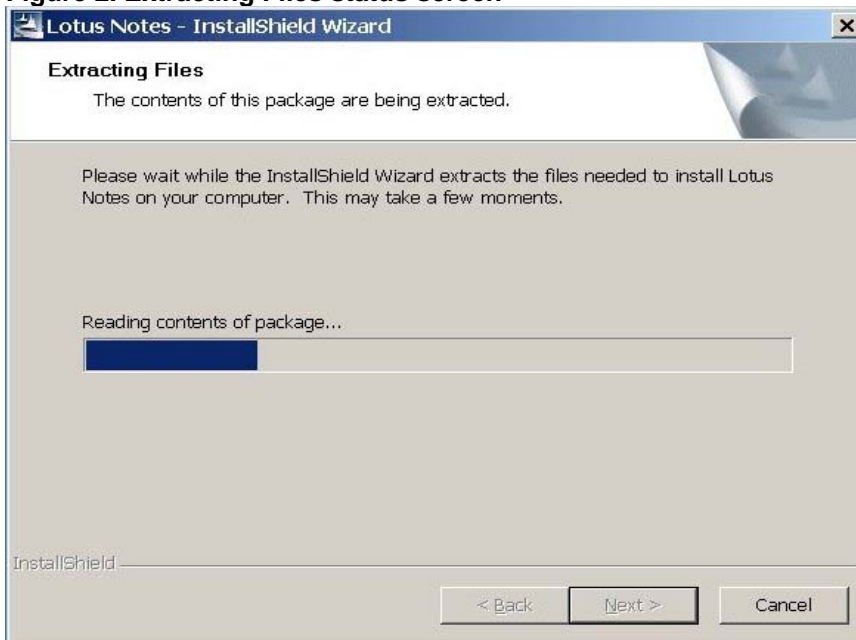 Figure 2. Extracting Files Status Screen
Lotus Notes - InstallShield Wizard
Extracting Files
The contents of this package are being extracted.
Please wait while the InstallShield Wizard extracts the files needed to install Lotus
Notes on your computer. This may take a few moments.
Reading contents of package...
InstallShield
< Back
Next >
Cancel